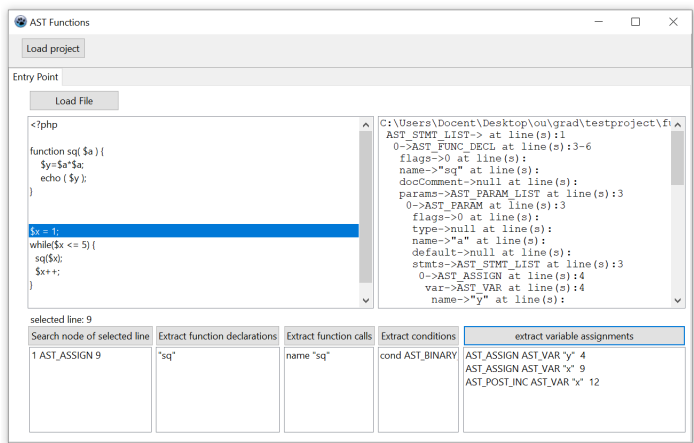 AST Functions
Load project
Entry Point
Load File
<?php
function sq( $a ) {
$y=$a*$a;
echo ( $y );
}
$x = 1;
while($x <= 5) {
sq($x);
$x++;
}
C:\Users\Docent\Desktop\ou\grad\testproject\fu
AST_STMT_LIST-> at line(s):1
0->AST_FUNC_DECL at line(s):3-6
flags->0 at line(s):
name->"sq" at line(s):
docComment->null at line(s):
params->AST_PARAM_LIST at line(s):3
0->AST_PARAM at line(s):3
flags->0 at line(s):
type->null at line(s):
name->"a" at line(s):
default->null at line(s):
stmts->AST_STMT_LIST at line(s):3
0->AST_ASSIGN at line(s):4
var->AST_VAR at line(s):4
name->"y" at line(s):
selected line: 9
Search node of selected line
Extract function declarations
Extract function calls
Extract conditions
extract variable assignments
1 AST_ASSIGN 9
"sq"
name "sq"
cond AST_BINARY
AST_ASSIGN AST_VAR "y" 4
AST_ASSIGN AST_VAR "x" 9
AST_POST_INC AST_VAR "x" 12